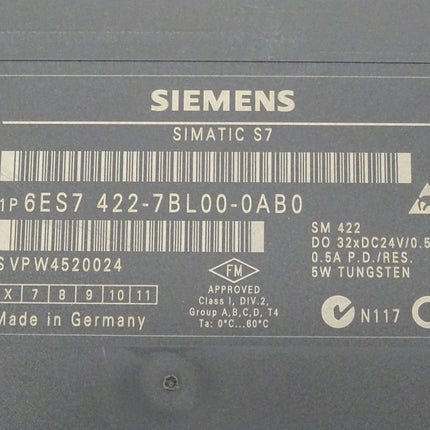 SIEMENS
SIMATIC S7
1P 6ES7 422-7BL00-0AB0
S VPW4520024
SM 422
DO 32xDC24V/0.5
0.5A P.D./RES.
5W TUNGSTEN
FM
APPROVED
Class I, DIV.2,
Group A,B,C,D, T4
Ta: 0°C...60°C
X 7 8 9 10 11
N117
Made in Germany